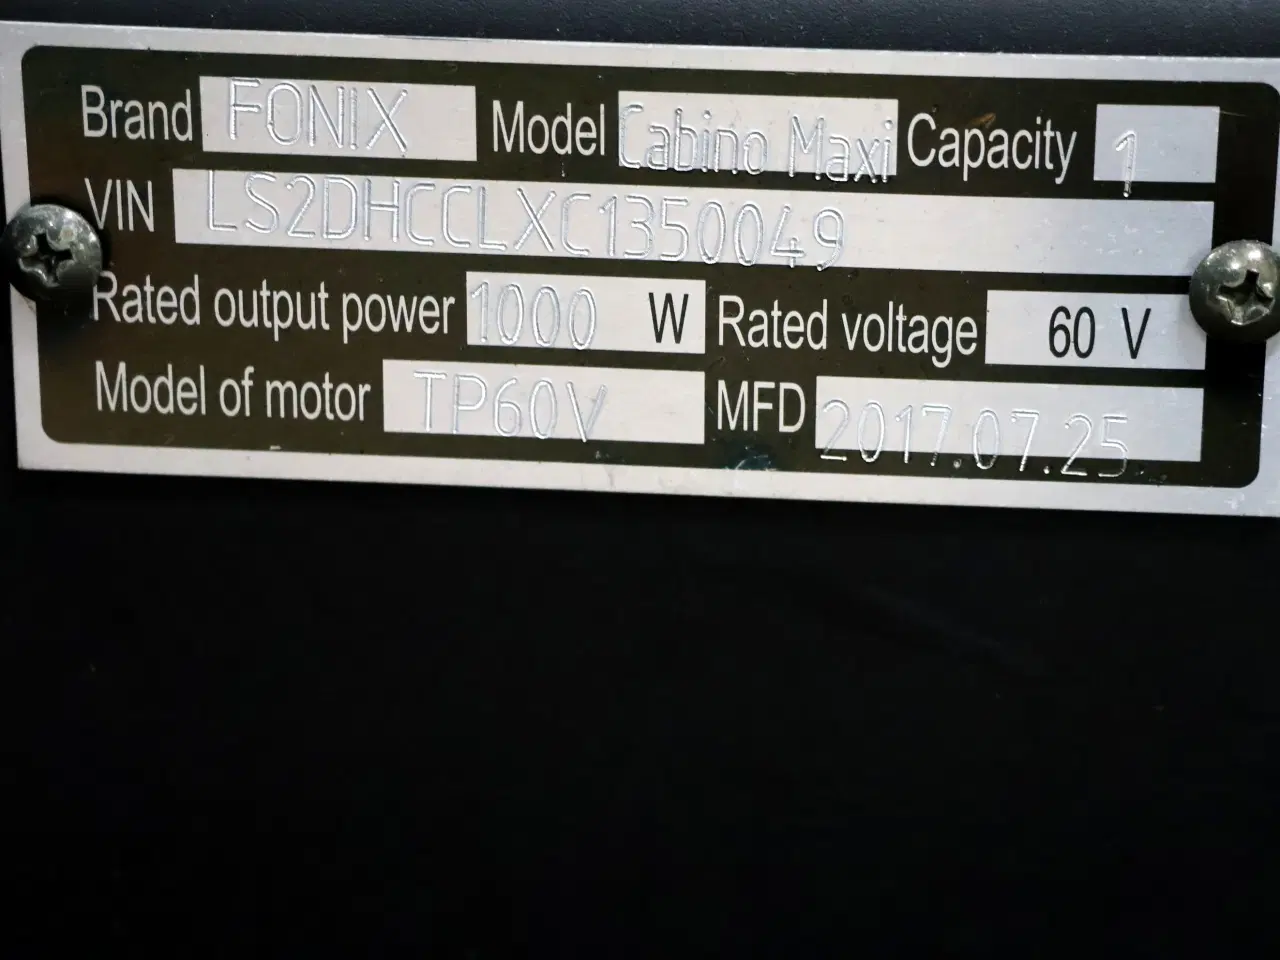 Brand FONIX Model Cabino Maxi Capacity 1
VIN LS2DHCCLXC1350049
Rated output power 1000 W Rated voltage 60 V
Model of motor TP60V MFD 2017.07.25